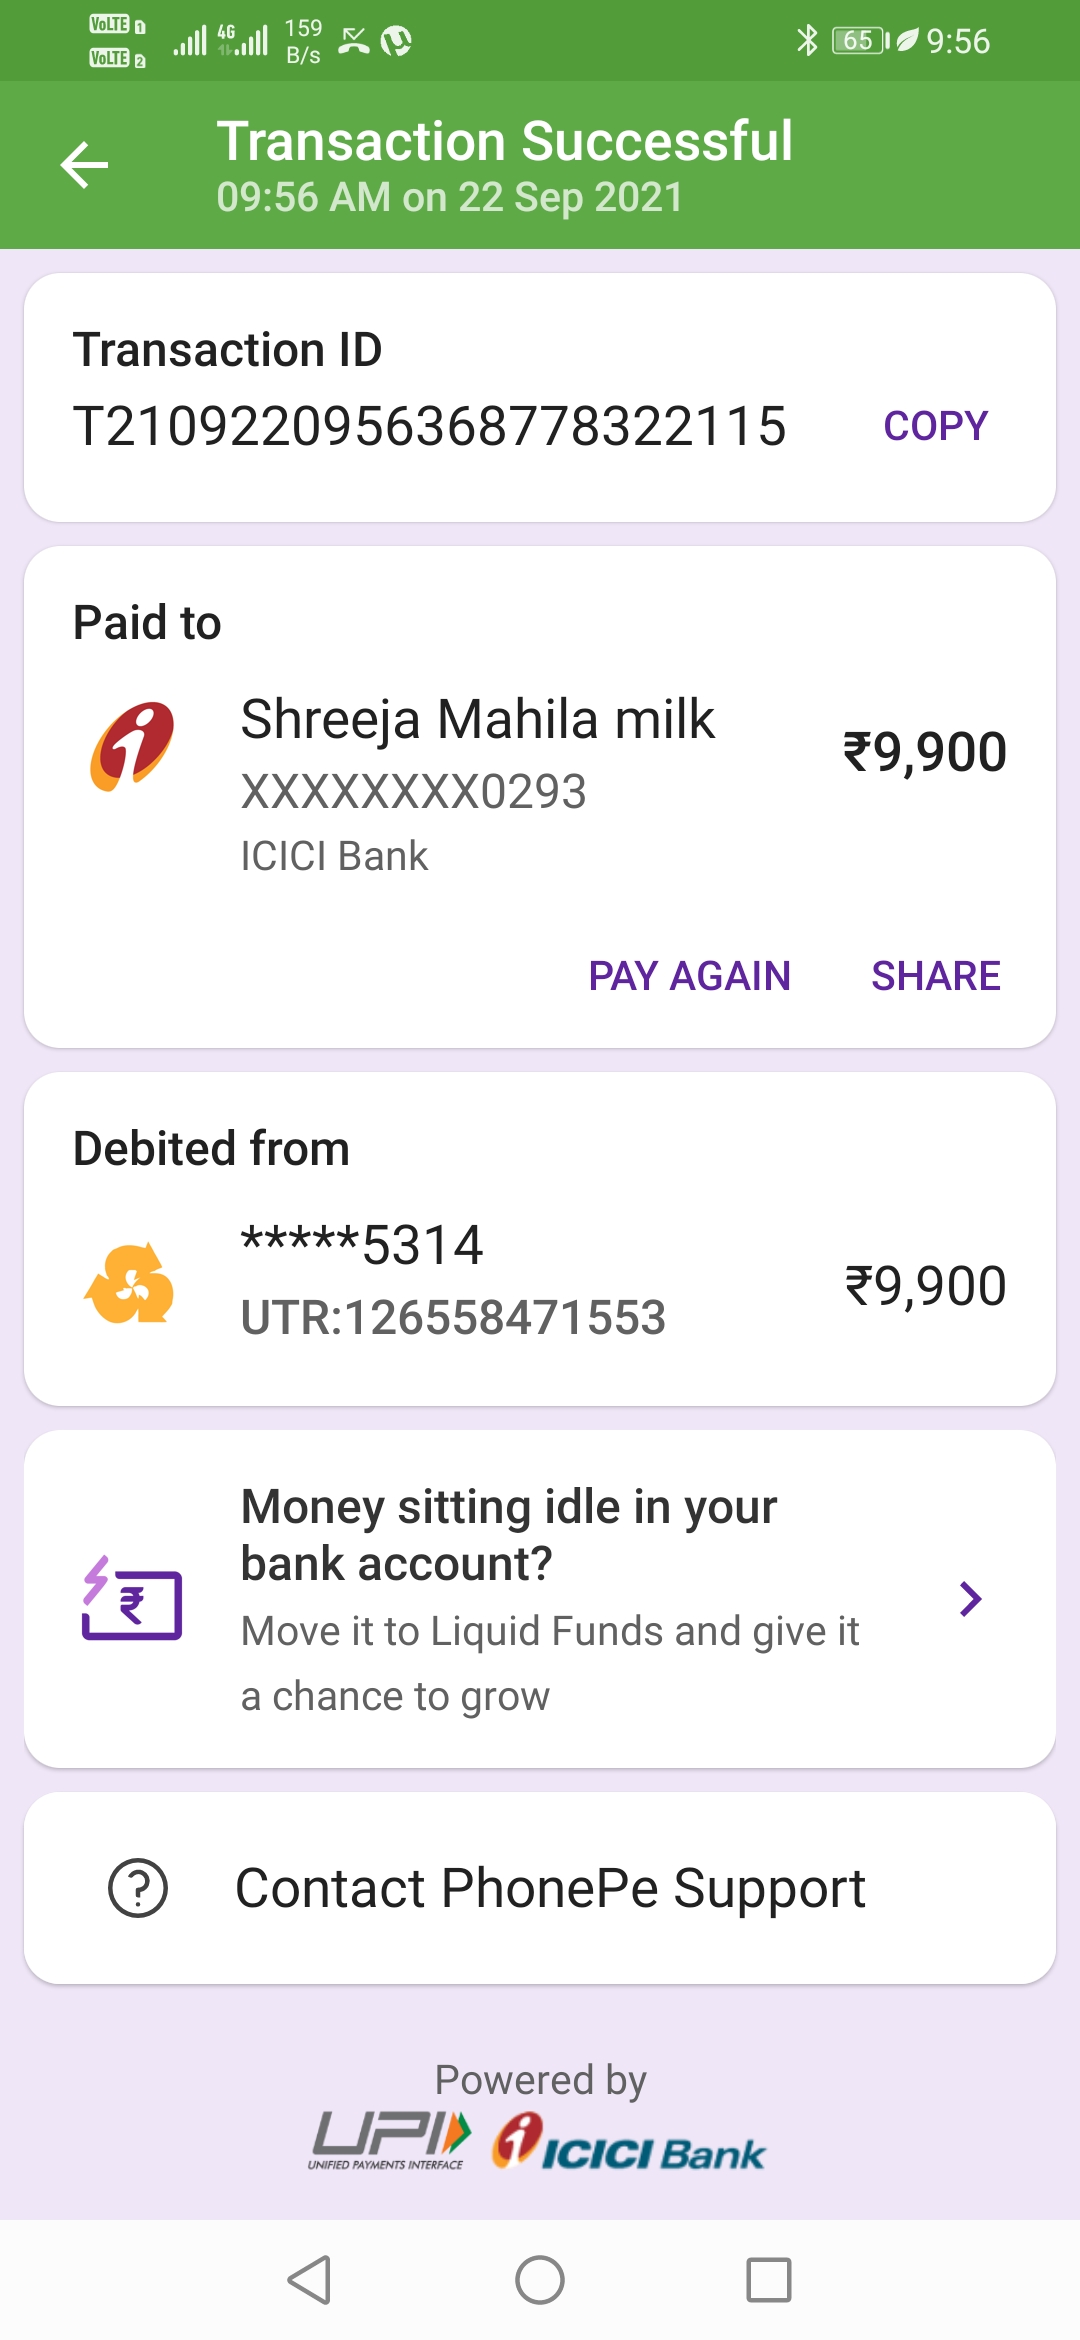 VoLTE 1
VoLTE 2
4G
159
B/s
65
9:56
Transaction Successful
09:56 AM on 22 Sep 2021
Transaction ID
T2109220956368778322115
COPY
Paid to
Shreeja Mahila milk
₹9,900
XXXXXXXX0293
ICICI Bank
PAY AGAIN
SHARE
Debited from
*****5314
₹9,900
UTR:126558471553
Money sitting idle in your
bank account?
Move it to Liquid Funds and give it
a chance to grow
Contact PhonePe Support
Powered by
UPI
UNIFIED PAYMENTS INTERFACE
ICICI Bank